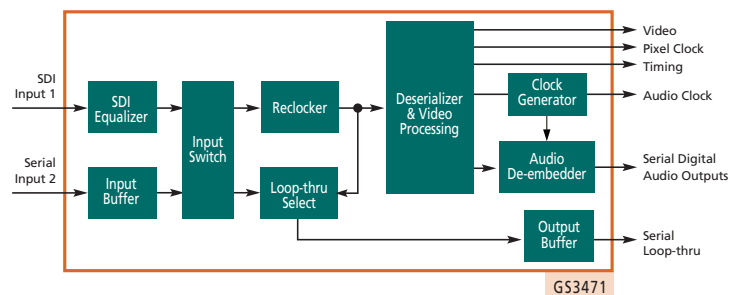 SDI
Input 1
SDI
Equalizer
Serial
Input 2
Input
Buffer
Input
Switch
Reclocker
Loop-thru
Select
Deserializer
& Video
Processing
Clock
Generator
Audio
De-embedder
Output
Buffer
Video
Pixel Clock
Timing
Audio Clock
Serial Digital
Audio Outputs
Serial
Loop-thru
GS3471